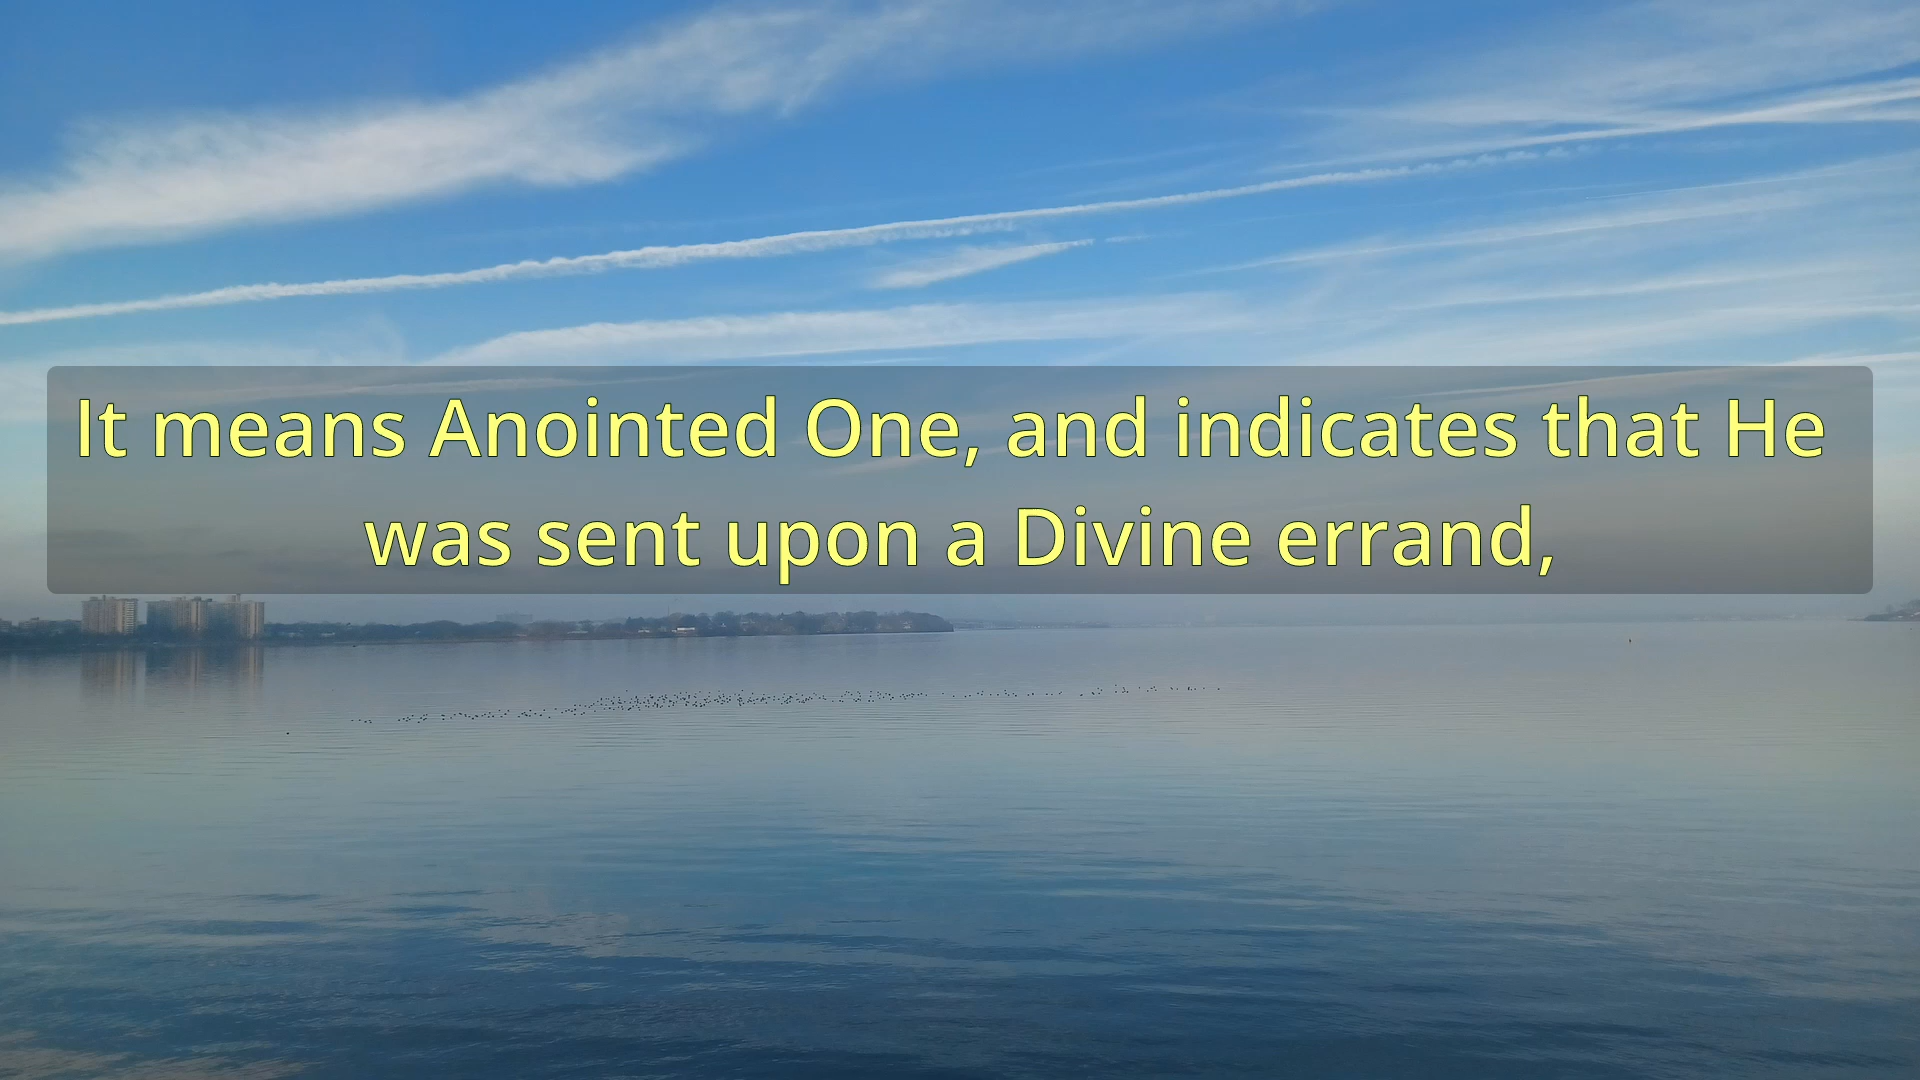 It means Anointed One, and indicates that He
was sent upon a Divine errand,